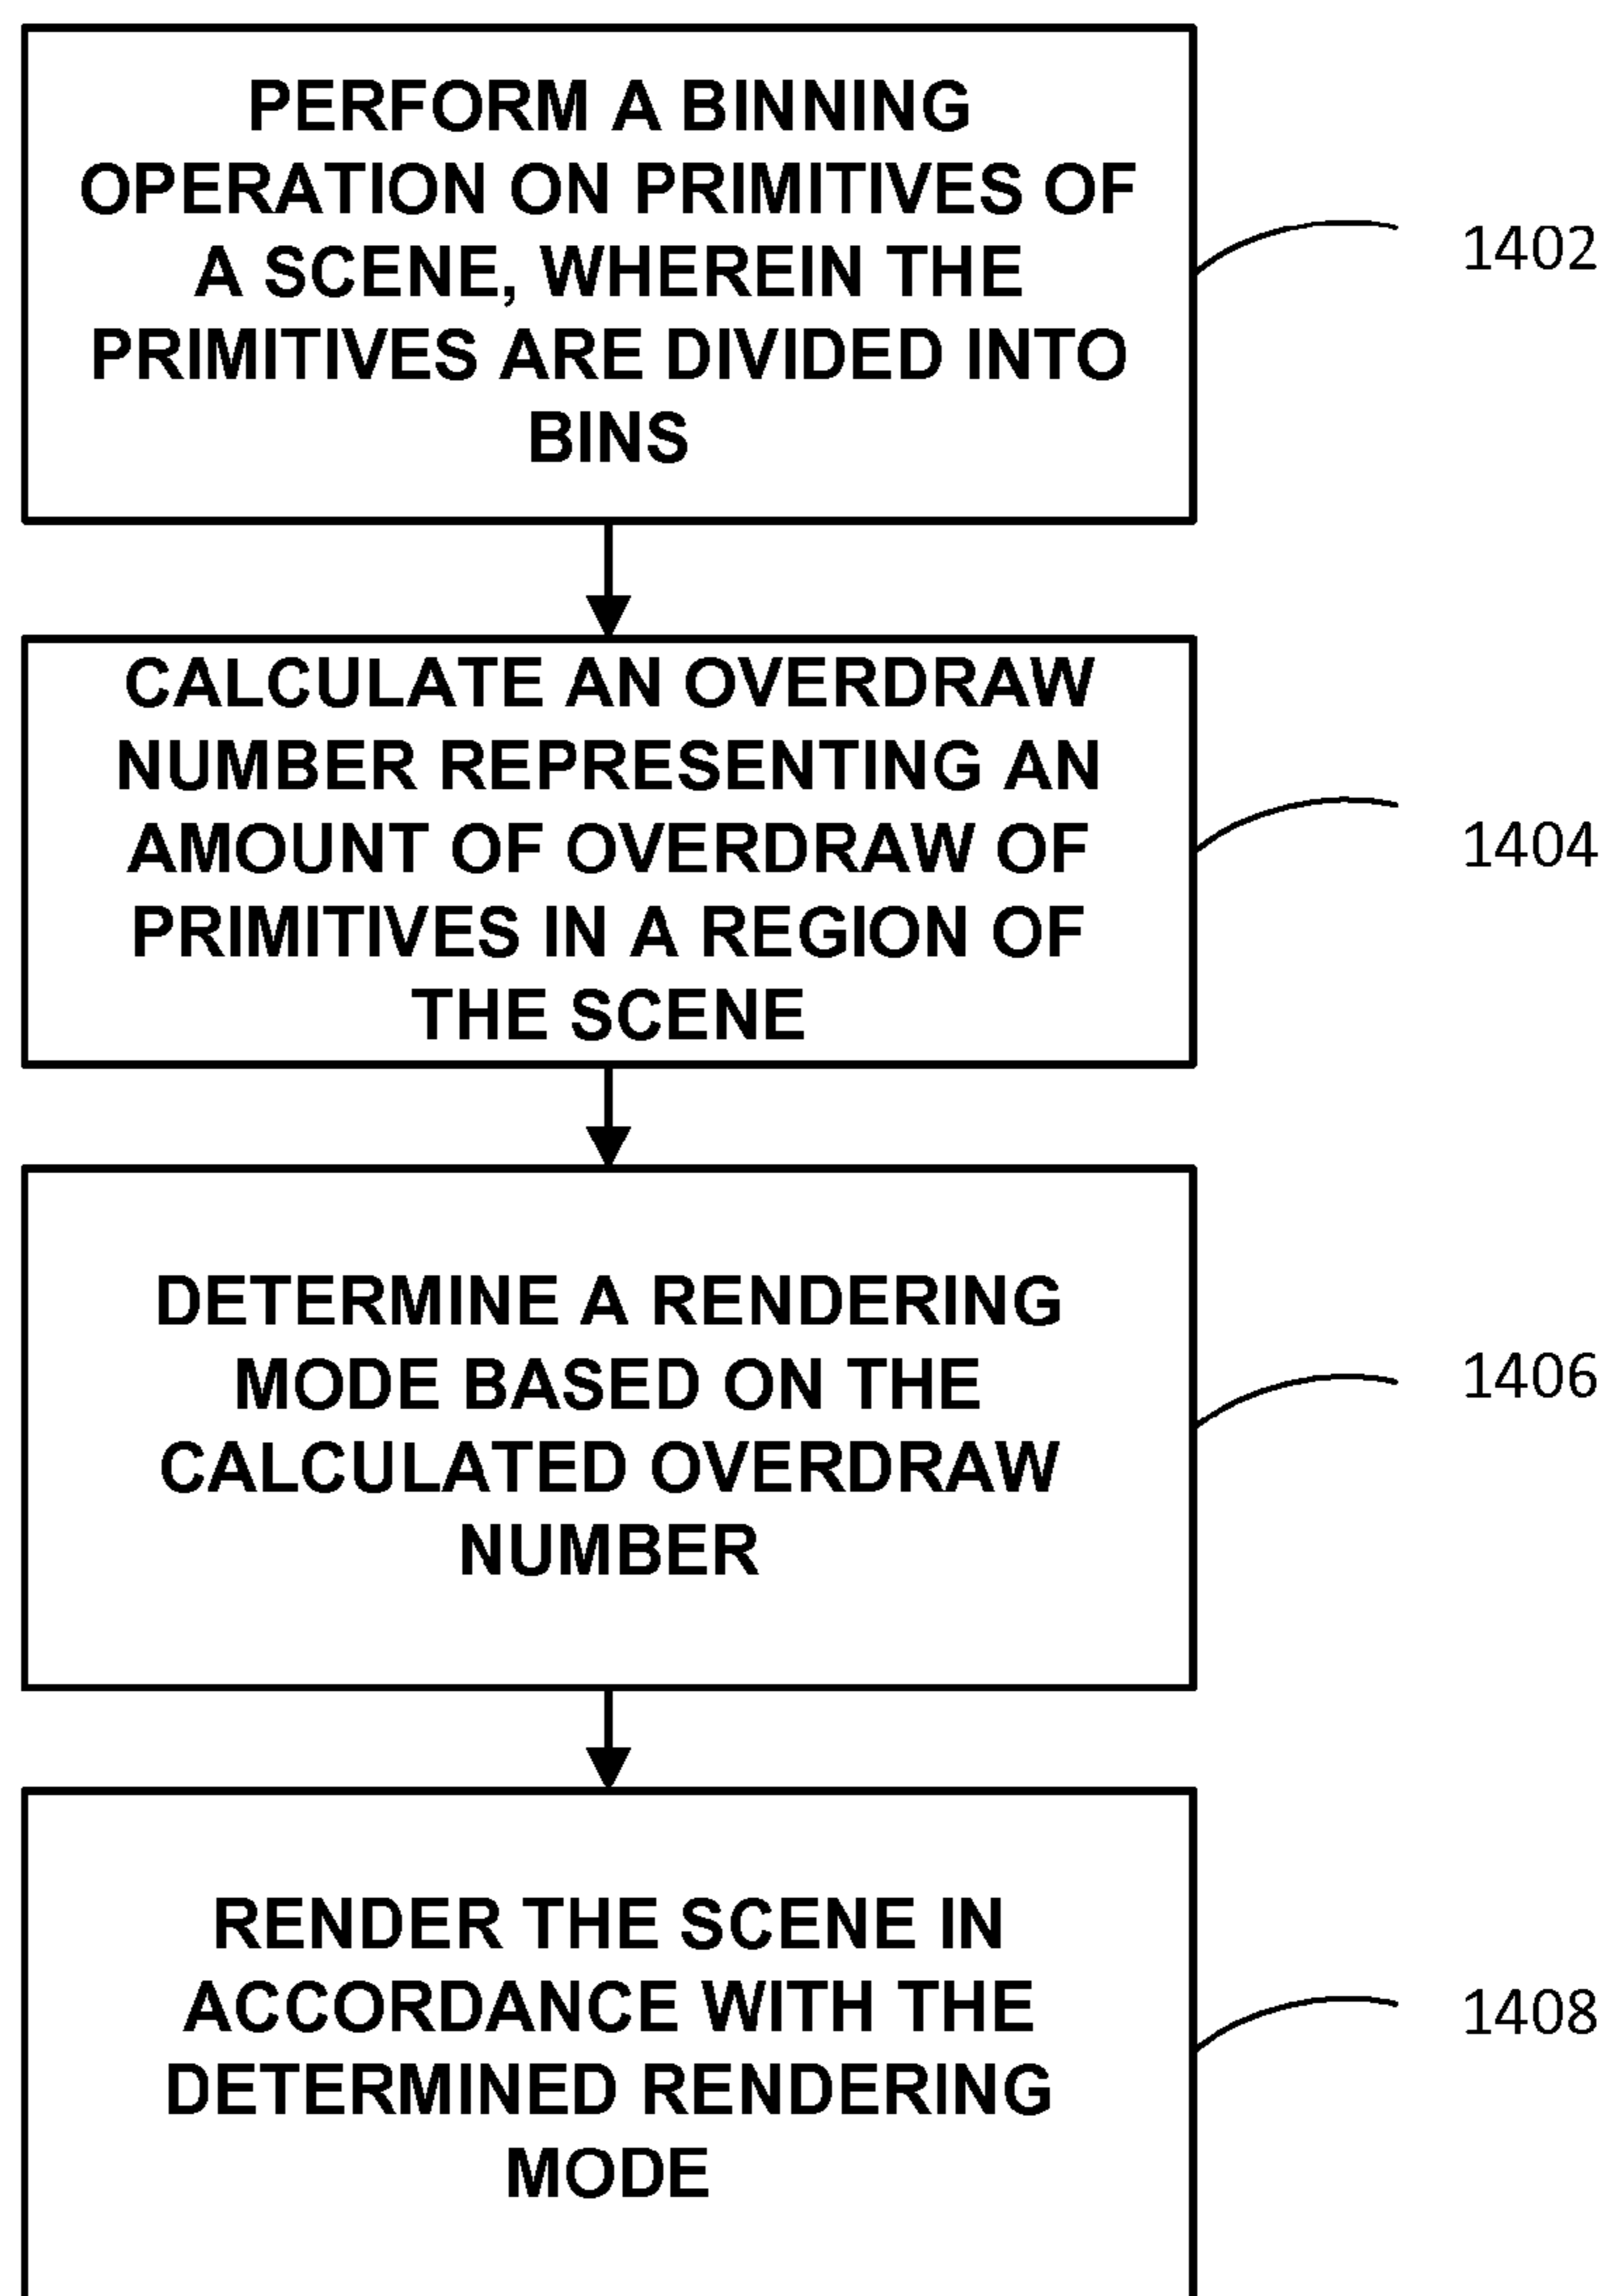 PERFORM A BINNING
OPERATION ON PRIMITIVES OF
A SCENE, WHEREIN THE
PRIMITIVES ARE DIVIDED INTO
BINS
1402
CALCULATE AN OVERDRAW
NUMBER REPRESENTING AN
AMOUNT OF OVERDRAW OF
PRIMITIVES IN A REGION OF
THE SCENE
1404
DETERMINE A RENDERING
MODE BASED ON THE
CALCULATED OVERDRAW
NUMBER
1406
RENDER THE SCENE IN
ACCORDANCE WITH THE
DETERMINED RENDERING
MODE
1408